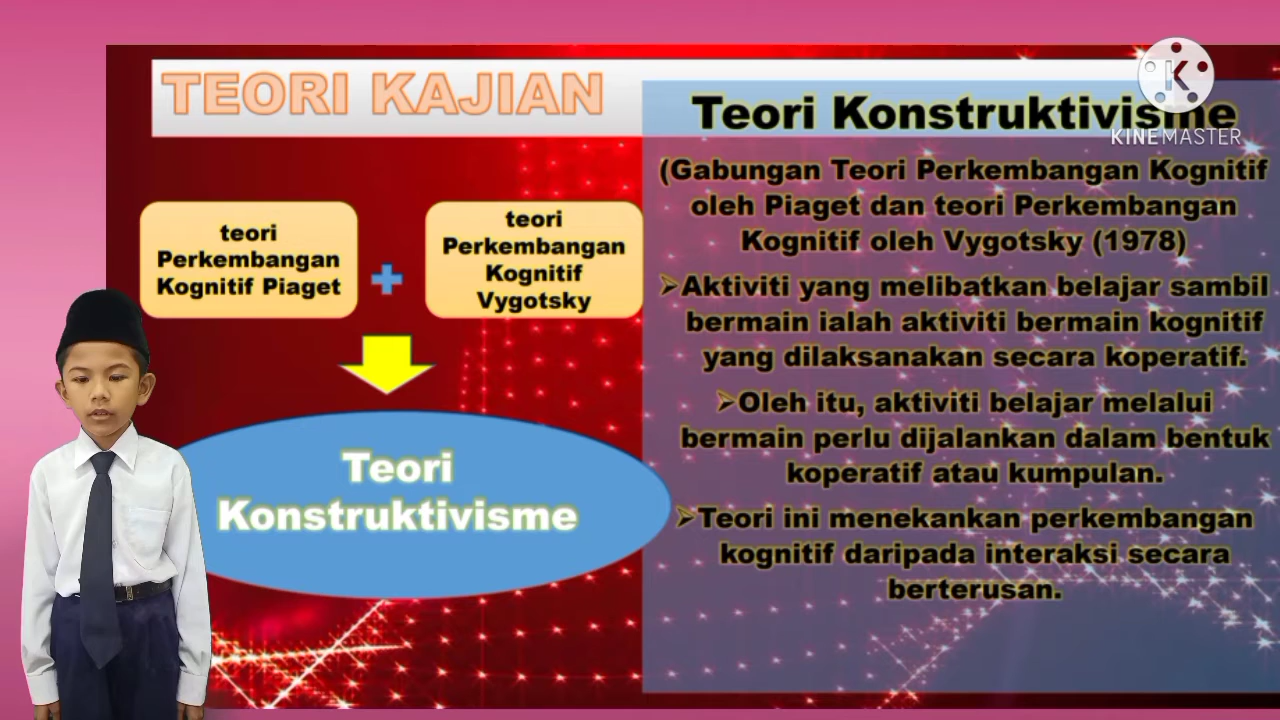 TEORI KAJIAN
teori
Perkembangan
Kognitif Piaget
teori
Perkembangan
Kognitif
Vygotsky
Teori
Konstruktivisme
Teori Konstruktivisme
(Gabungan Teori Perkembangan Kognitif
oleh Piaget dan teori Perkembangan
Kognitif oleh Vygotsky (1978)
➢Aktiviti yang melibatkan belajar sambil
bermain ialah aktiviti bermain kognitif
yang dilaksanakan secara koperatif.
➢Oleh itu, aktiviti belajar melalui
bermain perlu dijalankan dalam bentuk
koperatif atau kumpulan.
➢Teori ini menekankan perkembangan
kognitif daripada interaksi secara
berterusan.
K
KINEMASTER